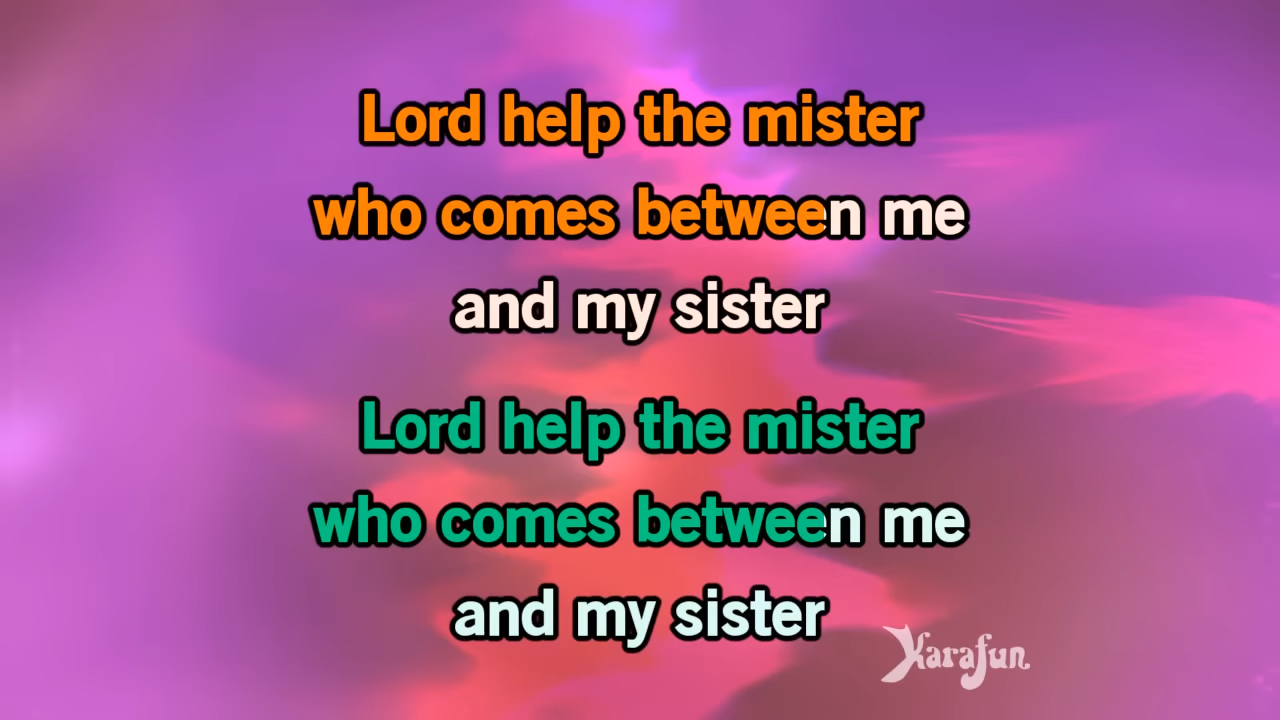 Lord help the mister
who comes between me
and my sister
Lord help the mister
who comes between me
and my sister
Karafun